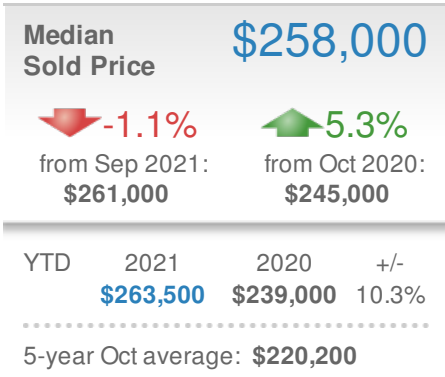 Median $258,000
Sold Price
-1.1% 5.3%
from Sep 2021: from Oct 2020:
$261,000 $245,000
YTD 2021 2020 +/-
$263,500 $239,000 10.3%
5-year Oct average: $220,200